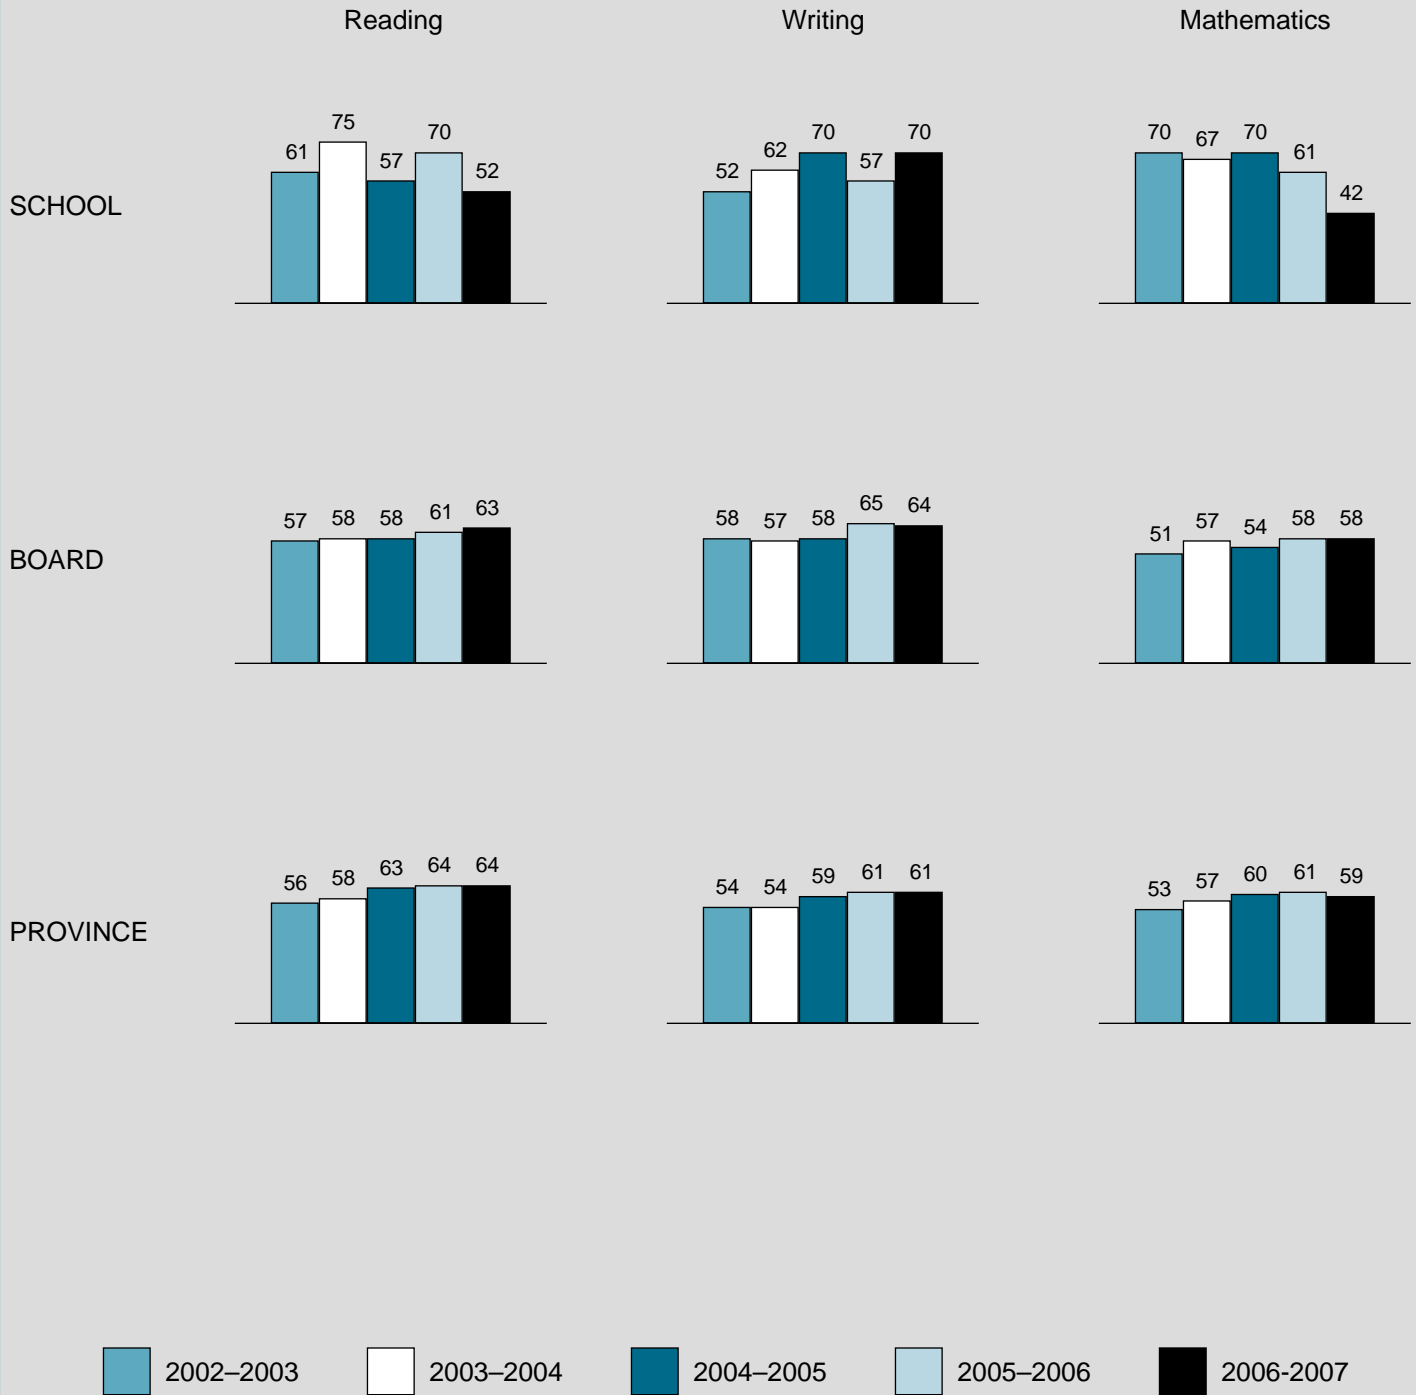 Reading Writing Mathematics
SCHOOL
61 75 57 70 52
52 62 70 57 70
70 67 70 61 42
BOARD
57 58 58 61 63
58 57 58 65 64
51 57 54 58 58
PROVINCE
56 58 63 64 64
54 54 59 61 61
53 57 60 61 59
2002–2003 2003–2004 2004–2005 2005–2006 2006-2007